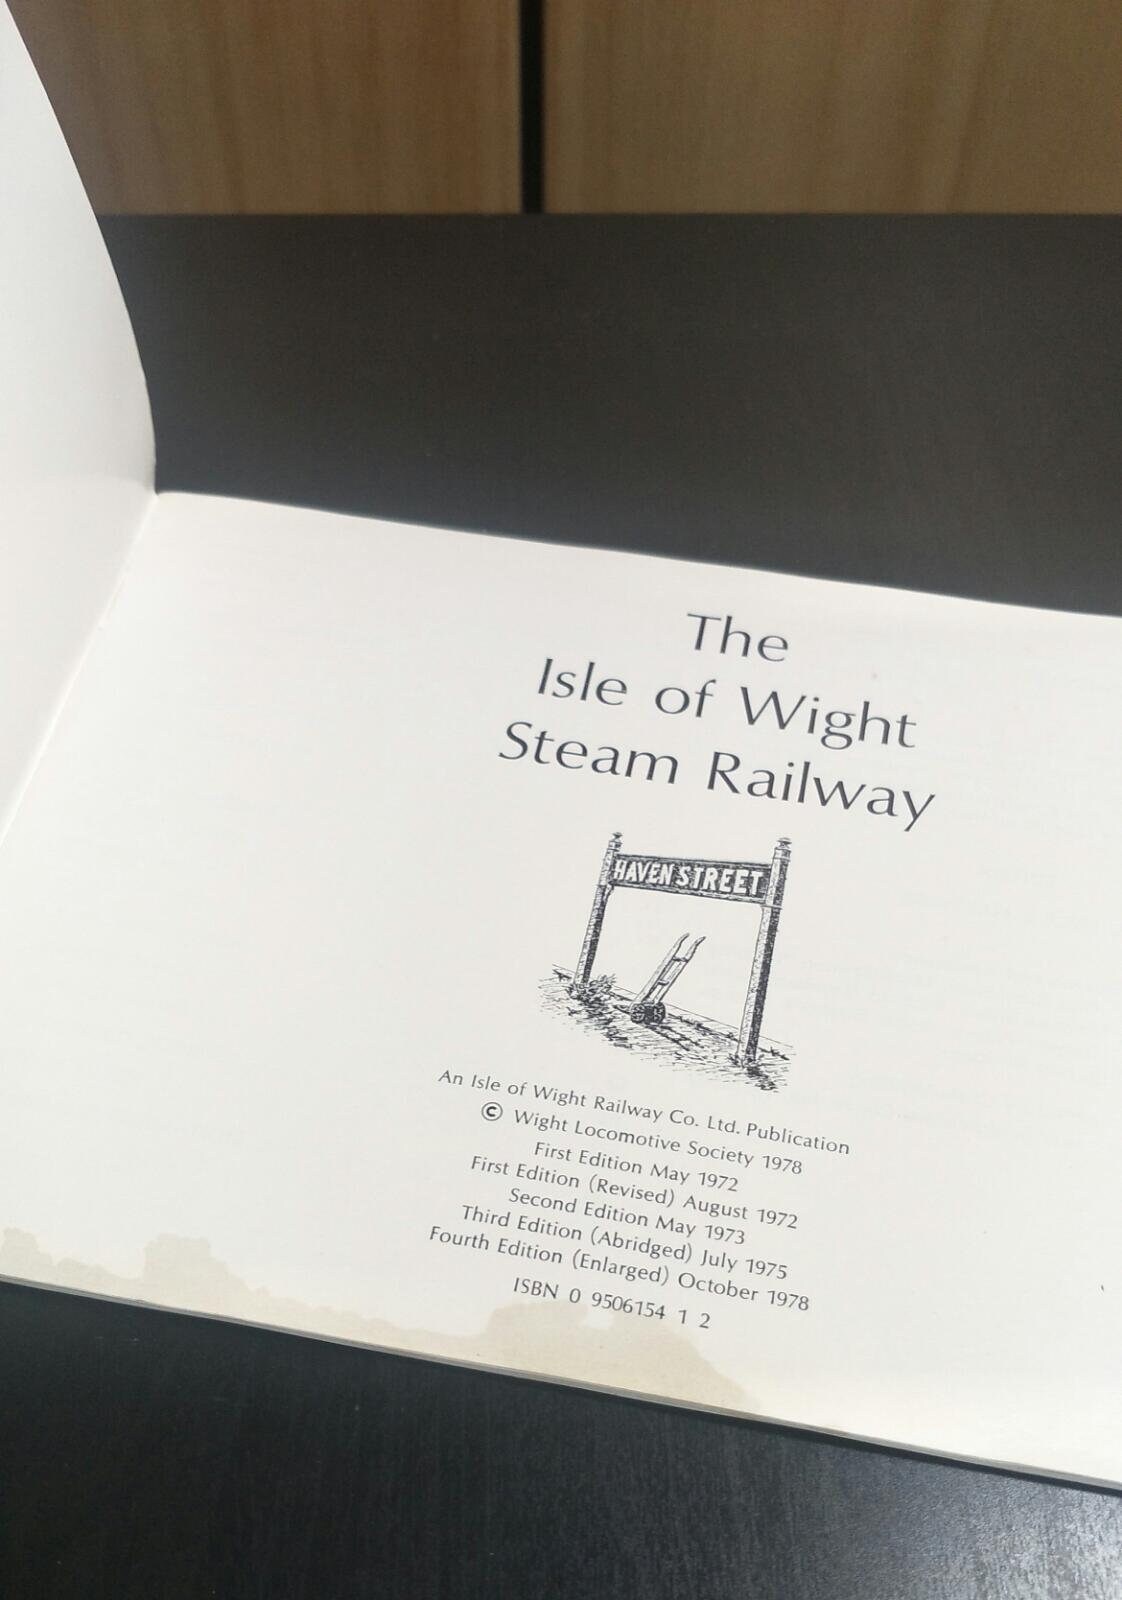 The
Isle of Wight
Steam Railway
HAVEN STREET
An Isle of Wight Railway Co. Ltd. Publication
© Wight Locomotive Society 1978
First Edition May 1972
First Edition (Revised) August 1972
Second Edition May 1973
Third Edition (Abridged) July 1975
Fourth Edition (Enlarged) October 1978
ISBN 0 9506154 1 2